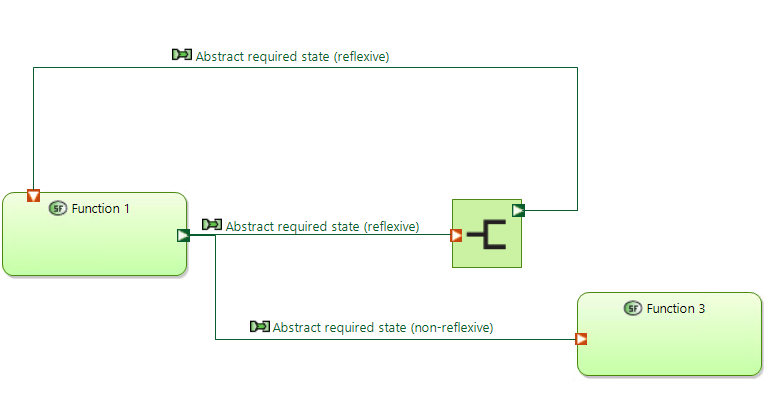 Abstract required state (reflexive)
SF Function 1
Abstract required state (reflexive)
SF Function 3
Abstract required state (non-reflexive)